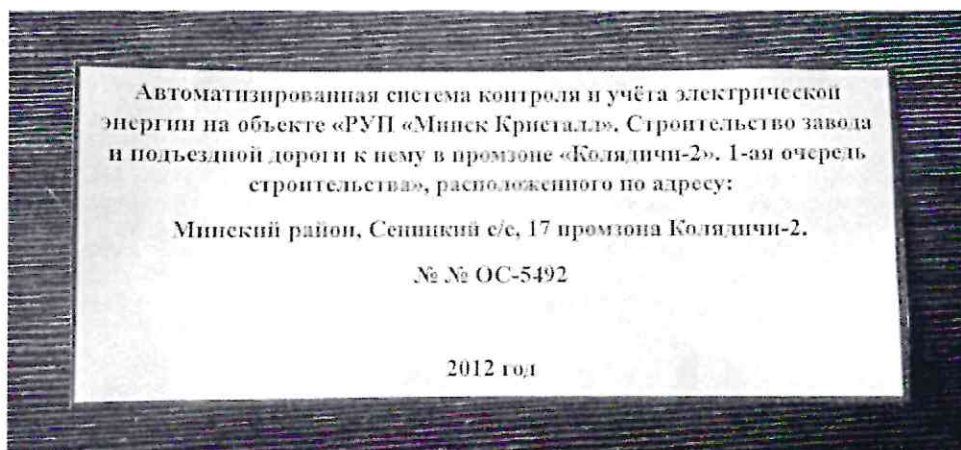 Автоматизированная система контроля и учёта электрической
энергии на объекте «РУП «Минск Кристалл». Строительство завода
и подъездной дороги к нему в промзоне «Колядичи-2». 1-ая очередь
строительства», расположенного по адресу:
Минский район, Сеницкий с/с, 17 промзона Колядичи-2.
№ № ОС-5492
2012 год